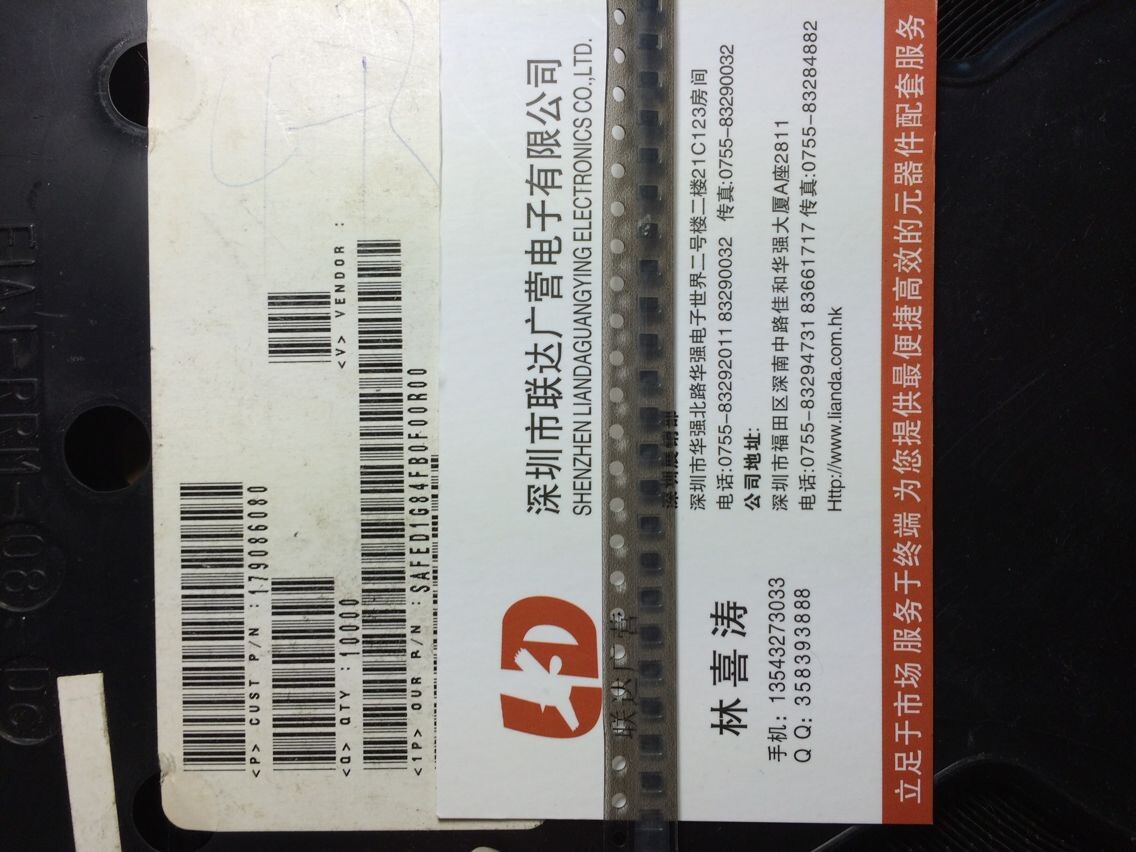 <P> CUST P/N :179086080
<Q> QTY :10000
<V> VENDOR :
<1P> OUR P/N :SAFED1G84FB0F00R00
深圳市联达广营电子有限公司
SHENZHEN LIANDAGUANGYING ELECTRONICS CO.,LTD.
联达广营
林喜涛
手机: 13543273033
Q Q: 358393888
深圳市华强北路华强电子世界二号楼二楼21C123房间
电话:0755-83292011 83290032 传真:0755-83290032
公司地址:
深圳市福田区深南中路佳和华强大厦A座2811
电话:0755-83294731 83661717 传真:0755-83284882
Http://www.lianda.com.hk
立足于市场 服务于终端 为您提供最便捷高效的元器件配套服务